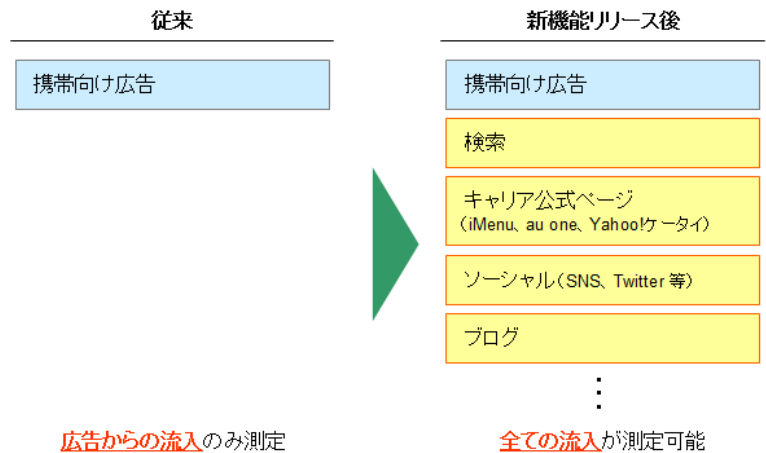 従来
新機能リリース後
携帯向け広告
携帯向け広告
検索
キャリア公式ページ
（iMenu、au one、Yahoo!ケータイ）
ソーシャル（SNS、Twitter 等）
ブログ
広告からの流入のみ測定
全ての流入が測定可能